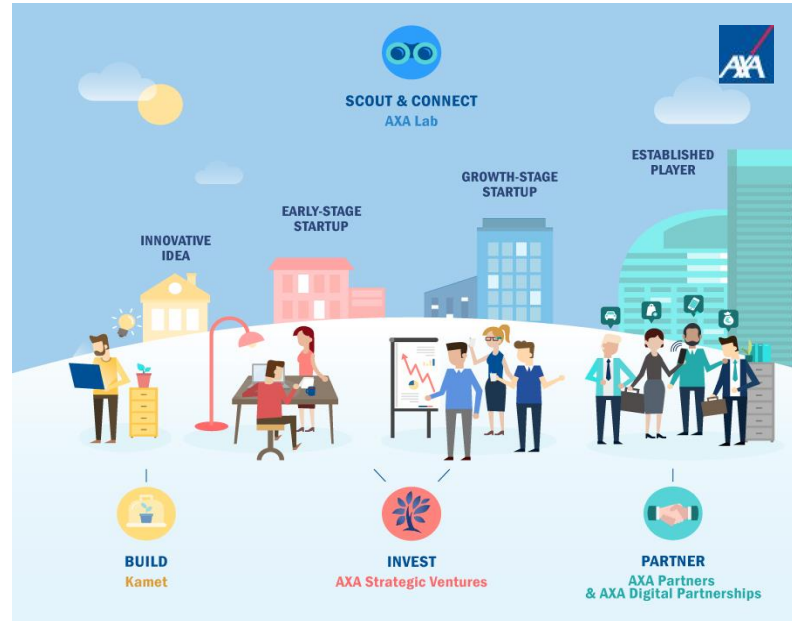 AXA
SCOUT & CONNECT
AXA Lab
ESTABLISHED
PLAYER
GROWTH-STAGE
STARTUP
EARLY-STAGE
STARTUP
INNOVATIVE
IDEA
BUILD
Kamet
INVEST
AXA Strategic Ventures
PARTNER
AXA Partners
& AXA Digital Partnerships